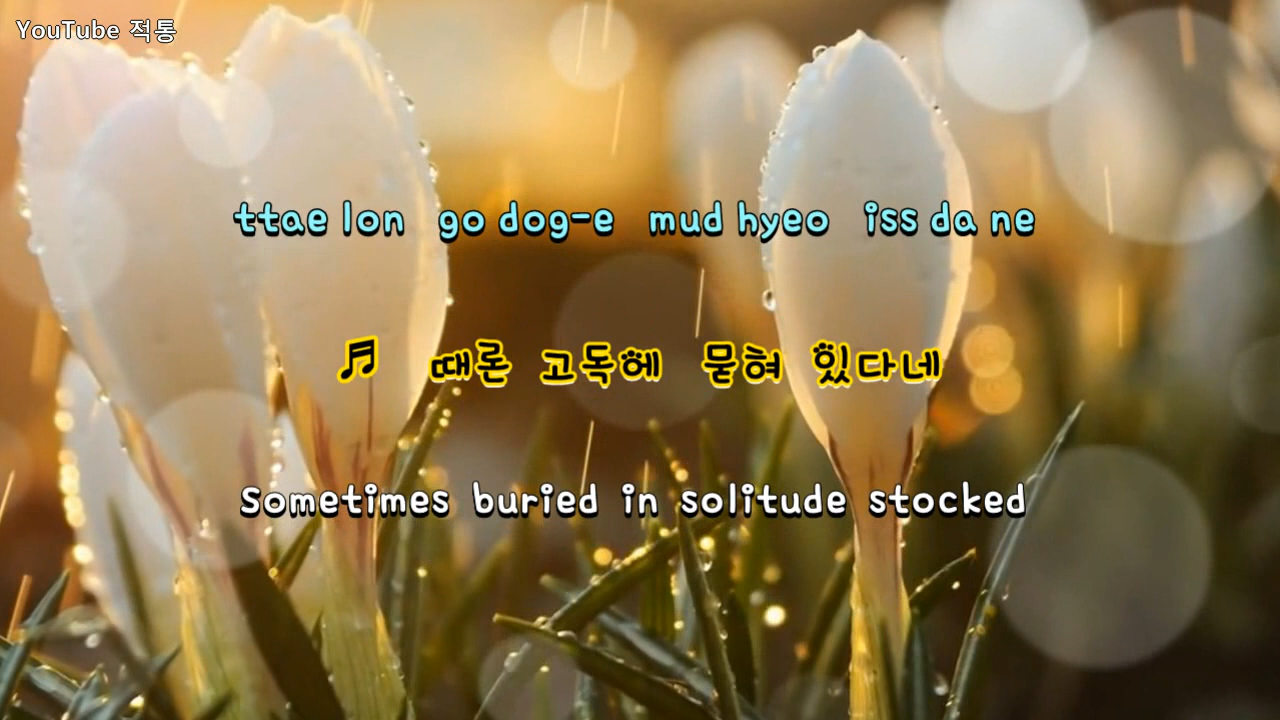 YouTube 적통
ttae lon go dog-e mud hyeo iss da ne
♬ 때론 고독헤 묻혀 있다네
Sometimes buried in solitude stocked